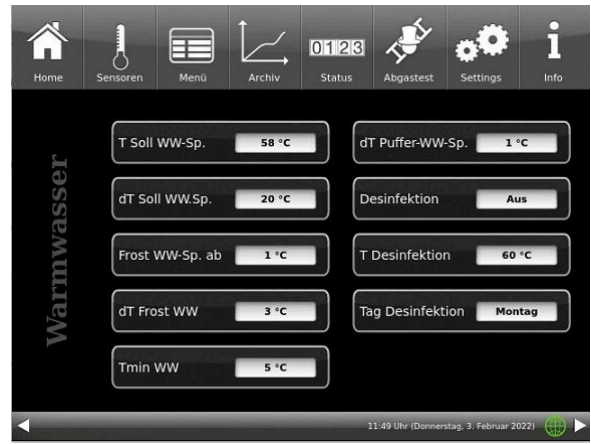 0123
Home Sensoren Menü Archiv Status Abgastest Settings Info
Warmwasser
T Soll WW-Sp. 58 °C
dT Soll WW.Sp. 20 °C
Frost WW-Sp. ab 1 °C
dT Frost WW 3 °C
Tmin WW 5 °C
dT Puffer-WW-Sp. 1 °C
Desinfektion Aus
T Desinfektion 60 °C
Tag Desinfektion Montag
11:49 Uhr (Donnerstag, 3. Februar 2022)